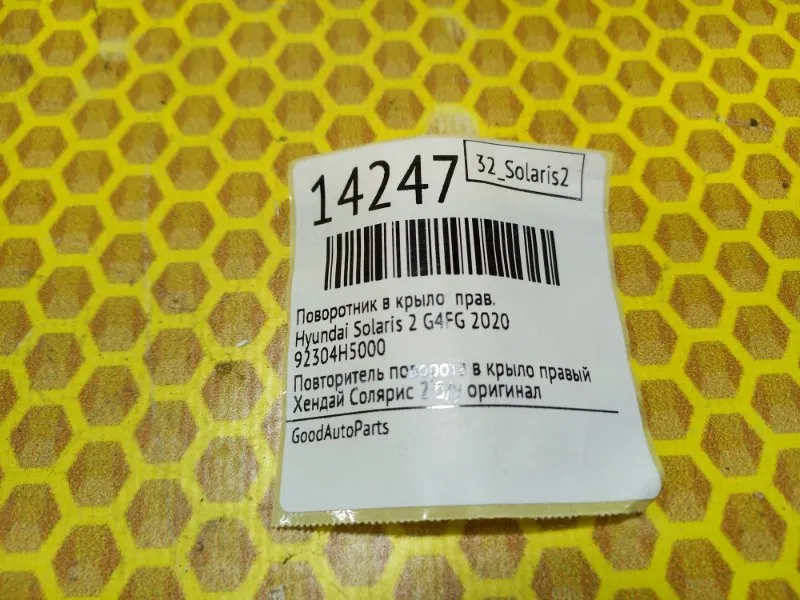 14247
32_Solaris2
Поворотник в крыло прав.
Hyundai Solaris 2 G4FG 2020
92304H5000
Повторитель поворота в крыло правый
Хендай Солярис 2 б/у оригинал
GoodAutoParts